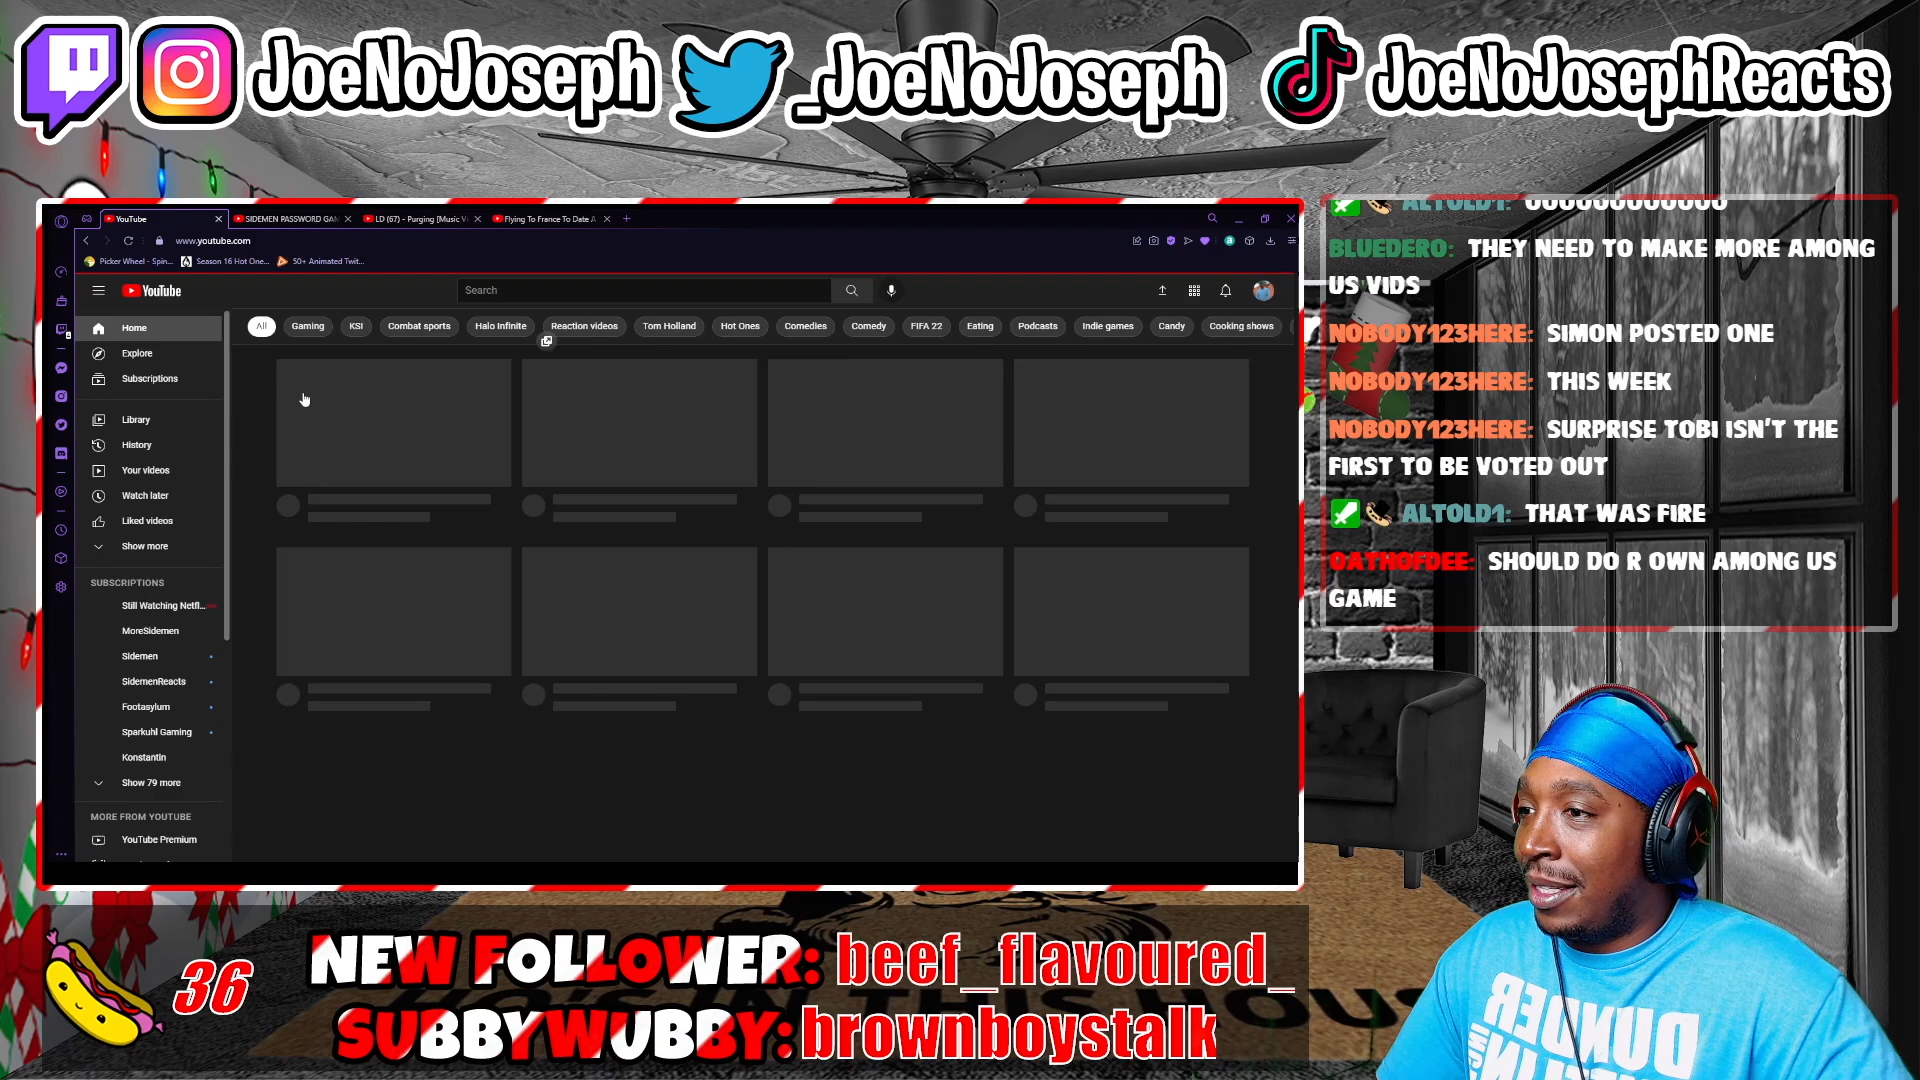 JoeNoJoseph
_JoeNoJoseph
JoeNoJosephReacts
YouTube
SIDEMEN PASSWORD GAM
LD (67) - Purging [Music V
Flying To France To Date A
www.youtube.com
Picker Wheel - Spin...
Season 16 Hot One...
50+ Animated Twit...
YouTube
Search
All
Gaming
KSI
Combat sports
Halo Infinite
Reaction videos
Tom Holland
Hot Ones
Comedies
Comedy
FIFA 22
Eating
Podcasts
Indie games
Candy
Cooking shows
Home
Explore
Subscriptions
Library
History
Your videos
Watch later
Liked videos
Show more
SUBSCRIPTIONS
Still Watching Netfl...
MoreSidemen
Sidemen
SidemenReacts
Footasylum
Sparkuhl Gaming
Konstantin
Show 79 more
MORE FROM YOUTUBE
YouTube Premium
BLUEDERO: THEY NEED TO MAKE MORE AMONG
US VIDS
NOBODY123HERE: SIMON POSTED ONE
NOBODY123HERE: THIS WEEK
NOBODY123HERE: SURPRISE TOBI ISN'T THE
FIRST TO BE VOTED OUT
ALTOLD1: THAT WAS FIRE
OATHOFDEE: SHOULD DO R OWN AMONG US
GAME
36
NEW FOLLOWER: beef_flavoured_
SUBBYWUBBY: brownboystalk
DUNDER